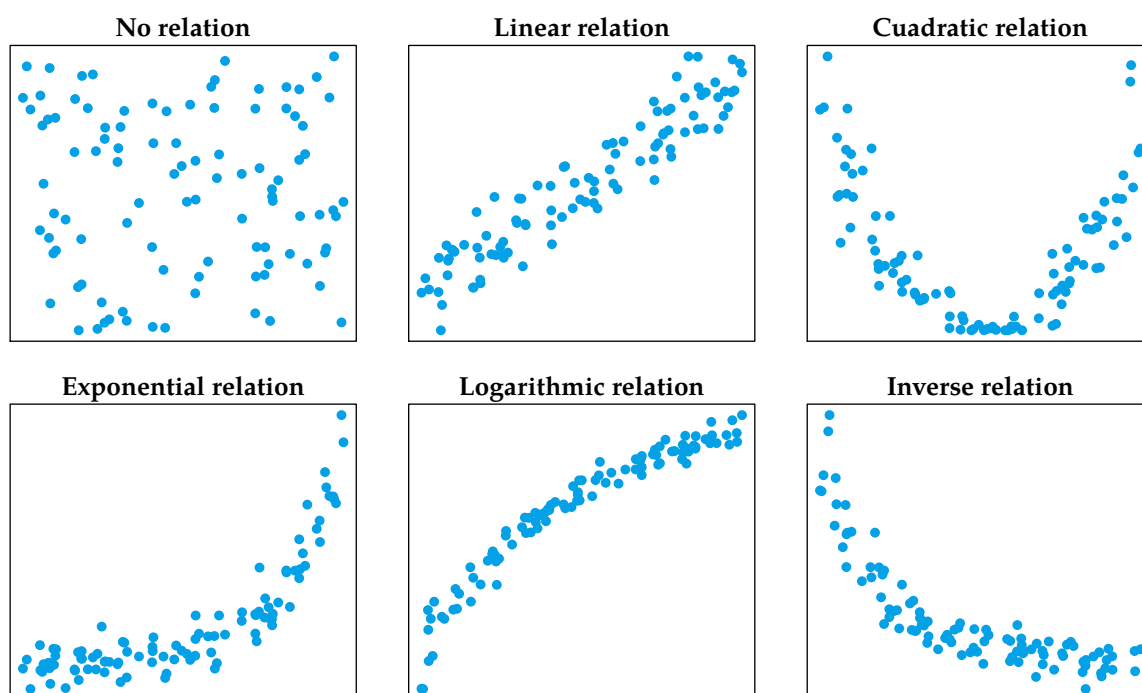 No relation
Linear relation
Cuadratic relation
Exponential relation
Logarithmic relation
Inverse relation